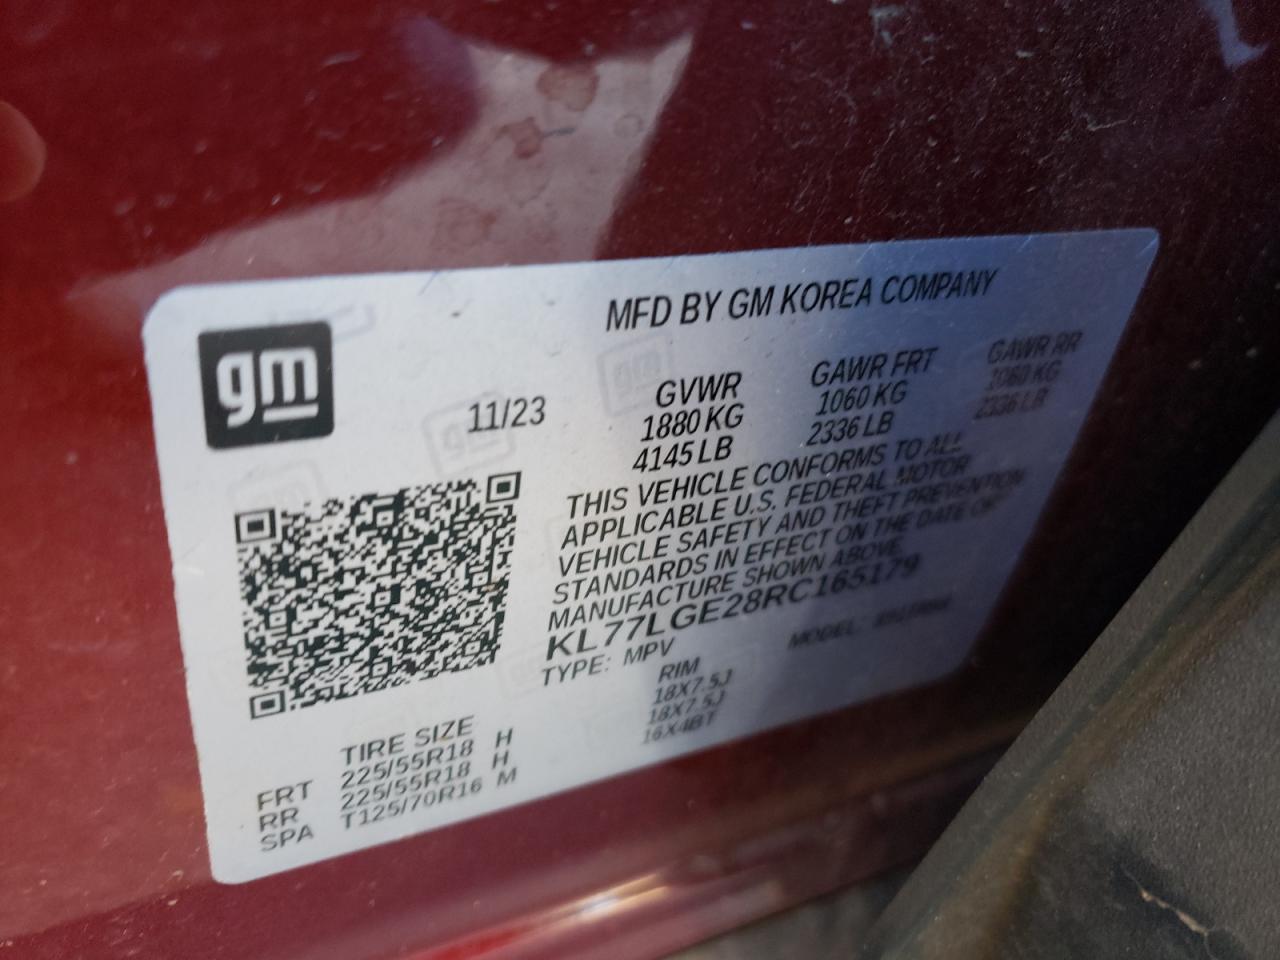 gm
MFD BY GM KOREA COMPANY
11/23
GVWR GAWR FRT GAWR RR
1880 KG 1060 KG 1060 KG
4145 LB 2336 LB 2336 LB
THIS VEHICLE CONFORMS TO ALL
APPLICABLE U.S. FEDERAL MOTOR
VEHICLE SAFETY AND THEFT PREVENTION
STANDARDS IN EFFECT ON THE DATE OF
MANUFACTURE SHOWN ABOVE.
KL77LGE28RC165179
TYPE: MPV MODEL:
TIRE SIZE RIM
FRT 225/55R18 H 18X7.5J
RR 225/55R18 H 18X7.5J
SPA T125/70R16 M 16X4BT